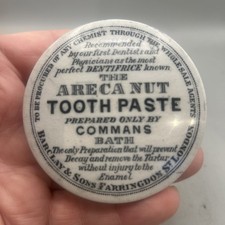 TO BE PROCURED OF ANY CHEMIST THROUGH THE WHOLESALE AGENTS
Recommended
by our first Dentists and
Physicians as the most
perfect DENTIFRICE known
THE
ARECA NUT
TOOTH PASTE
PREPARED ONLY BY
COMMANS
BATH
The only Preparation that will prevent
Decay and remove the Tartar
without injury to the
Enamel
BARCLAY & SONS FARRINGDON ST LONDON